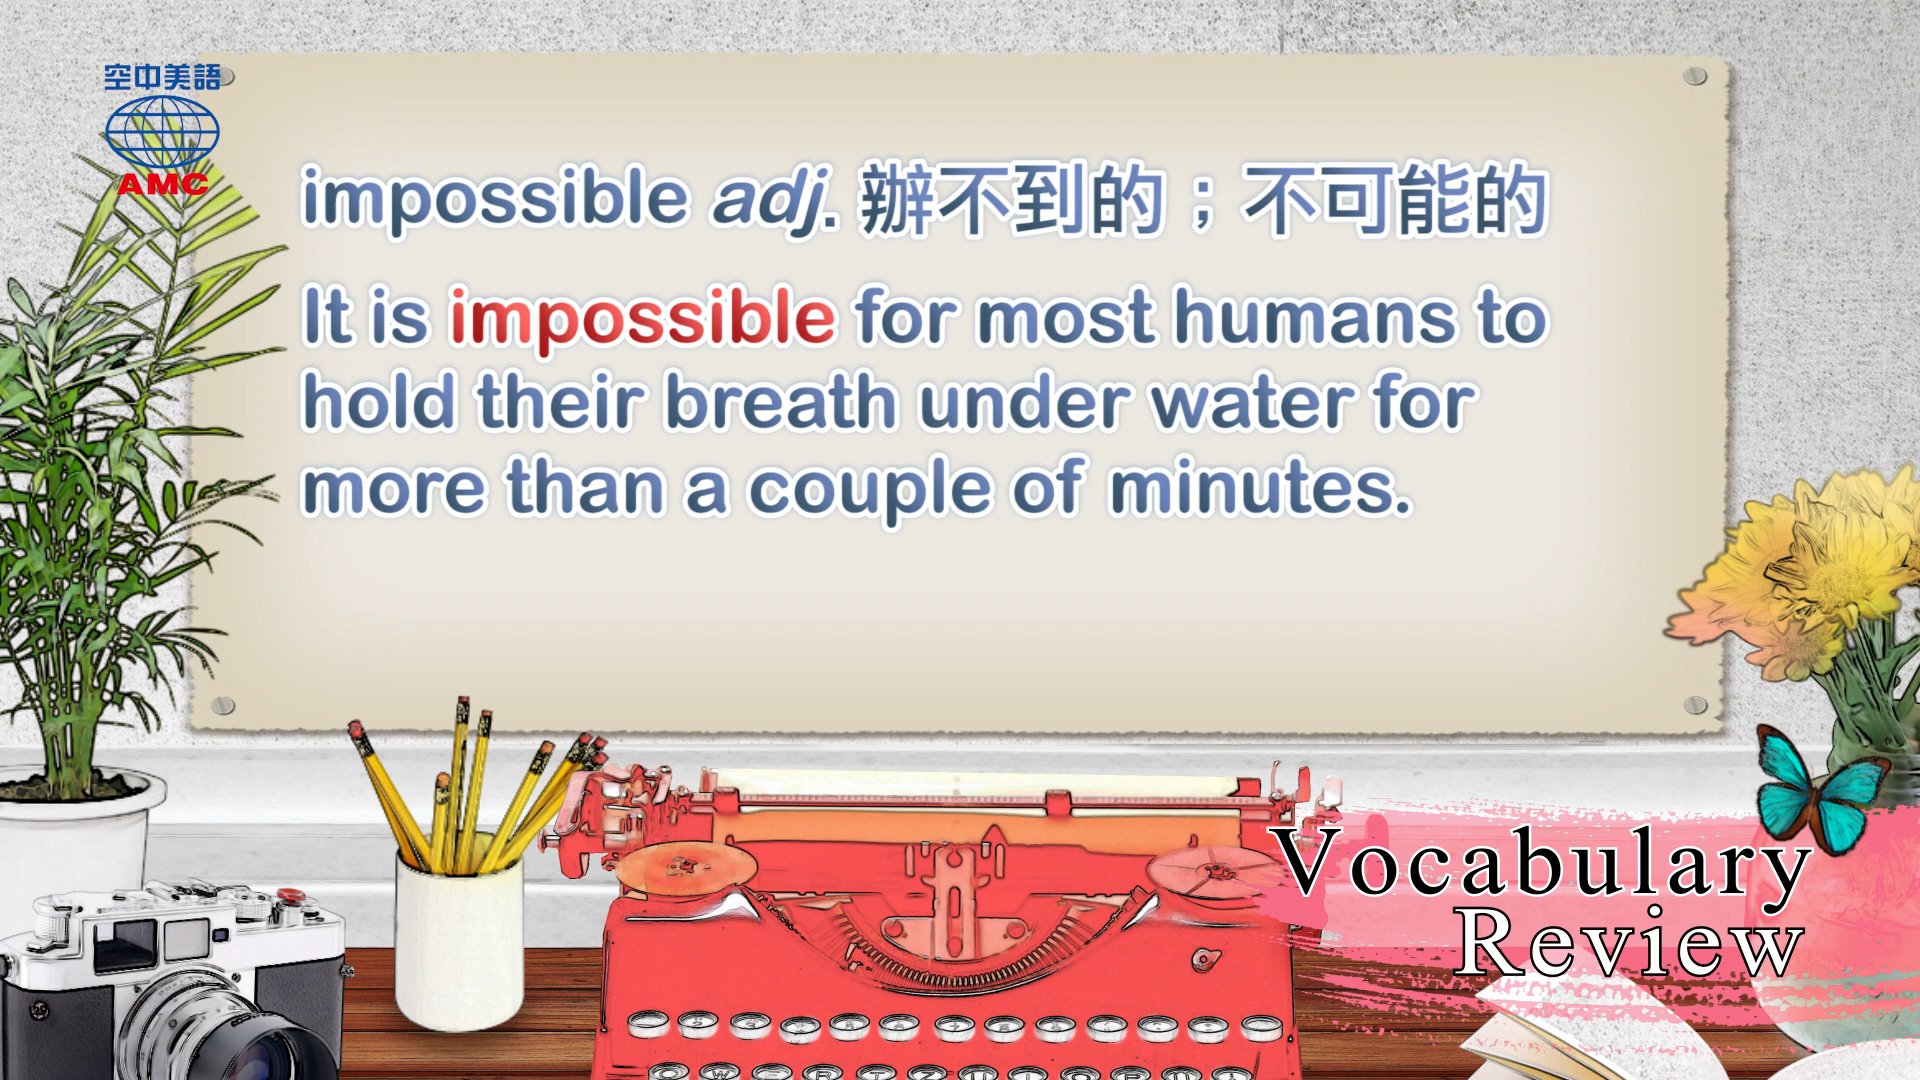 空中美語
AMC
impossible adj. 辦不到的；不可能的
It is impossible for most humans to
hold their breath under water for
more than a couple of minutes.
Vocabulary
Review